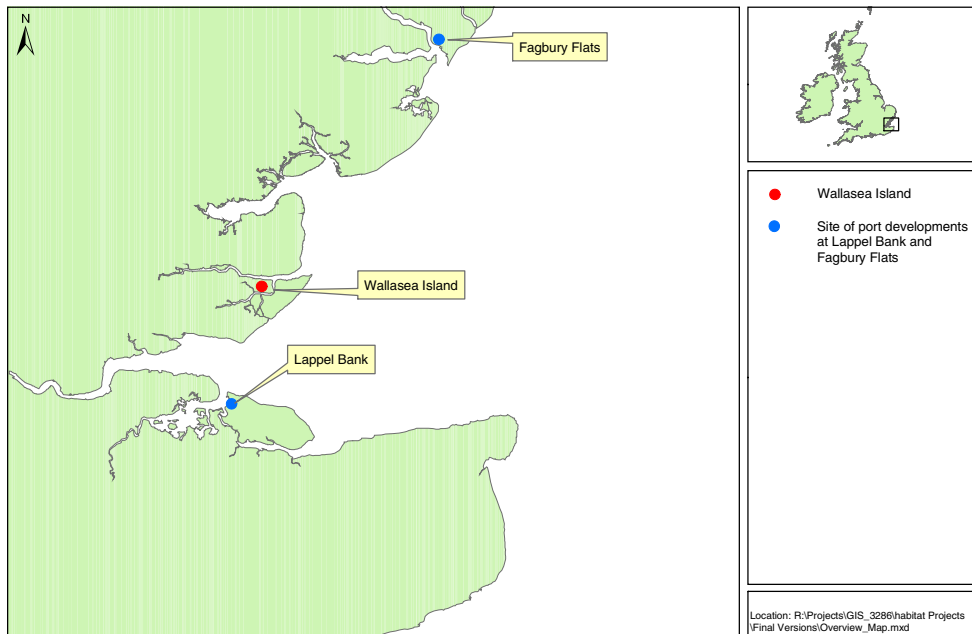 N
Fagbury Flats
Wallasea Island
Lappel Bank
Wallasea Island
Site of port developments
at Lappel Bank and
Fagbury Flats
Location: R:\Projects\GIS_3286\habitat Projects
\Final Versions\Overview_Map.mxd